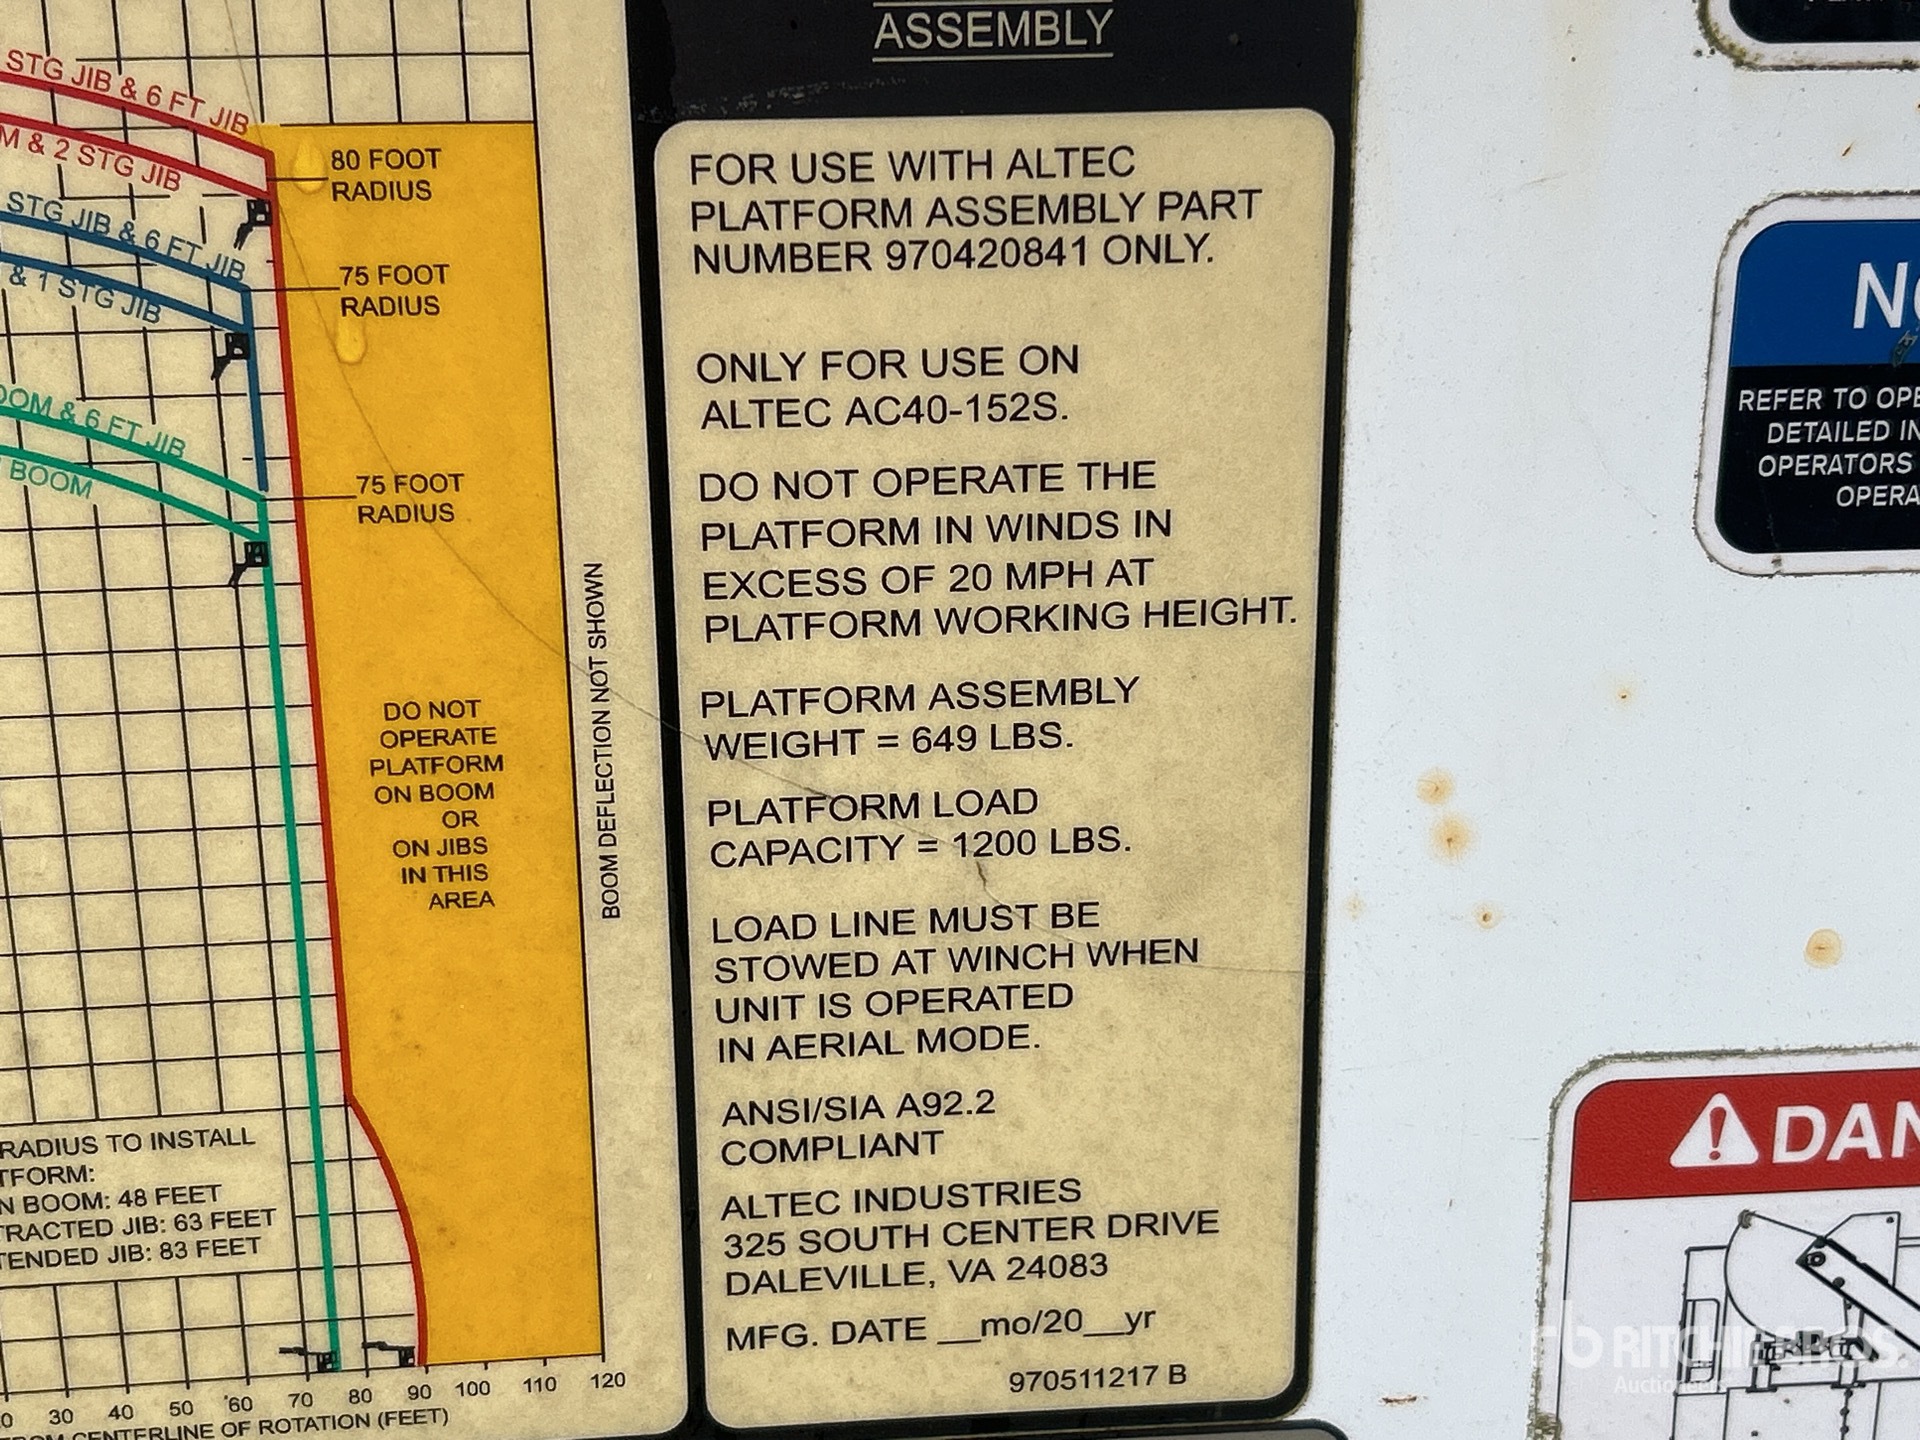 ASSEMBLY
STG JIB & 6 FT JIB
& 2 STG JIB
STG JIB & 6 FT JIB
& 1 STG JIB
& 6 FT JIB
BOOM
80 FOOT
RADIUS
75 FOOT
RADIUS
75 FOOT
RADIUS
DO NOT
OPERATE
PLATFORM
ON BOOM
OR
ON JIBS
IN THIS
AREA
BOOM DEFLECTION NOT SHOWN
RADIUS TO INSTALL
TFORM:
N BOOM: 48 FEET
TRACTED JIB: 63 FEET
TENDED JIB: 83 FEET
30 40 50 60 70 80 90 100 110 120
CENTERLINE OF ROTATION (FEET)
FOR USE WITH ALTEC
PLATFORM ASSEMBLY PART
NUMBER 970420841 ONLY.
ONLY FOR USE ON
ALTEC AC40-152S.
DO NOT OPERATE THE
PLATFORM IN WINDS IN
EXCESS OF 20 MPH AT
PLATFORM WORKING HEIGHT.
PLATFORM ASSEMBLY
WEIGHT = 649 LBS.
PLATFORM LOAD
CAPACITY = 1200 LBS.
LOAD LINE MUST BE
STOWED AT WINCH WHEN
UNIT IS OPERATED
IN AERIAL MODE.
ANSI/SIA A92.2
COMPLIANT
ALTEC INDUSTRIES
325 SOUTH CENTER DRIVE
DALEVILLE, VA 24083
MFG. DATE __mo/20__yr
970511217 B
REFER TO OPE
DETAILED IN
OPERATORS
OPERA
DAN
RITCHIE BROS.
Auctioneers